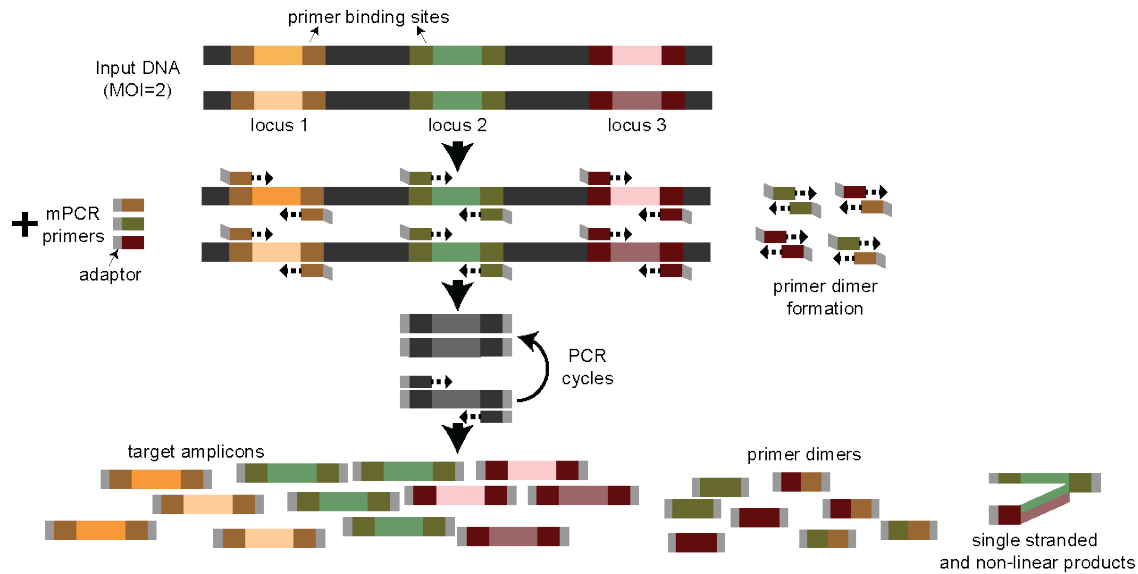 primer binding sites
Input DNA
(MOI=2)
locus 1
locus 2
locus 3
+
mPCR
primers
adaptor
primer dimer
formation
PCR
cycles
target amplicons
primer dimers
single stranded
and non-linear products